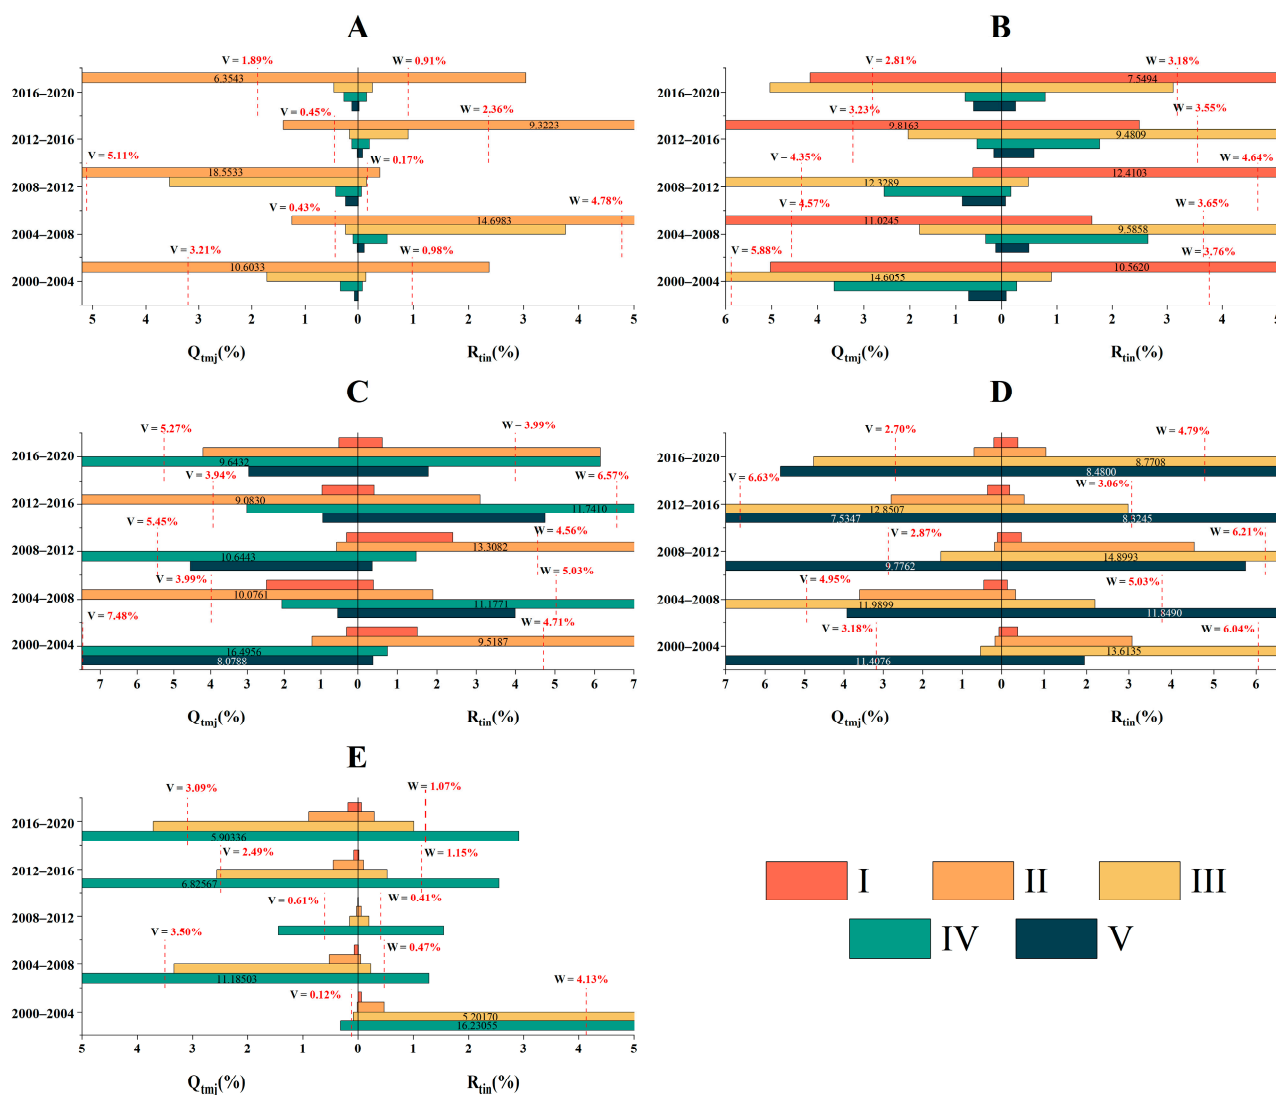 A
V = 1.89%
W = 0.91%
2016–2020
6.3543
V = 0.45%
W = 2.36%
2012–2016
9.3223
V = 5.11%
W = 0.17%
2008–2012
18.5533
V = 0.43%
W = 4.78%
2004–2008
14.6983
V = 3.21%
W = 0.98%
2000–2004
10.6033
5 4 3 2 1 0 1 2 3 4 5
Qtmj(%) Rtin(%)
B
V = 2.81%
W = 3.18%
2016–2020
7.5494
V = 3.23%
W = 3.55%
2012–2016
9.8163
9.4809
V – 4.35%
W = 4.64%
2008–2012
12.4103
12.3289
V = 4.57%
W = 3.65%
2004–2008
11.0245
9.5858
V = 5.88%
W = 3.76%
2000–2004
10.5620
14.6055
6 5 4 3 2 1 0 1 2 3 4 5
Qtmj(%) Rtin(%)
C
V = 5.27%
W – 3.99%
2016–2020
9.6432
V = 3.94%
W = 6.57%
2012–2016
9.0830
11.7410
V = 5.45%
W = 4.56%
2008–2012
13.3082
10.6443
V = 3.99%
W = 5.03%
2004–2008
10.0761
11.1771
V = 7.48%
W = 4.71%
2000–2004
9.5187
16.4956
8.0788
7 6 5 4 3 2 1 0 1 2 3 4 5 6 7
Qtmj(%) Rtin(%)
D
V = 2.70%
W = 4.79%
2016–2020
8.7708
8.4800
V = 6.63%
W = 3.06%
2012–2016
12.8507
7.5347
8.3245
V = 2.87%
W = 6.21%
2008–2012
14.8993
9.7762
V = 4.95%
W = 5.03%
2004–2008
11.9899
11.8490
V = 3.18%
W = 6.04%
2000–2004
13.6135
11.4076
7 6 5 4 3 2 1 0 1 2 3 4 5 6
Qtmj(%) Rtin(%)
E
V = 3.09%
W = 1.07%
2016–2020
5.90336
V = 2.49%
W = 1.15%
2012–2016
6.82567
V = 0.61%
W = 0.41%
2008–2012
V = 3.50%
W = 0.47%
2004–2008
11.18503
V = 0.12%
W = 4.13%
2000–2004
5.20170
16.23055
5 4 3 2 1 0 1 2 3 4 5
Qtmj(%) Rtin(%)
I II III
IV V